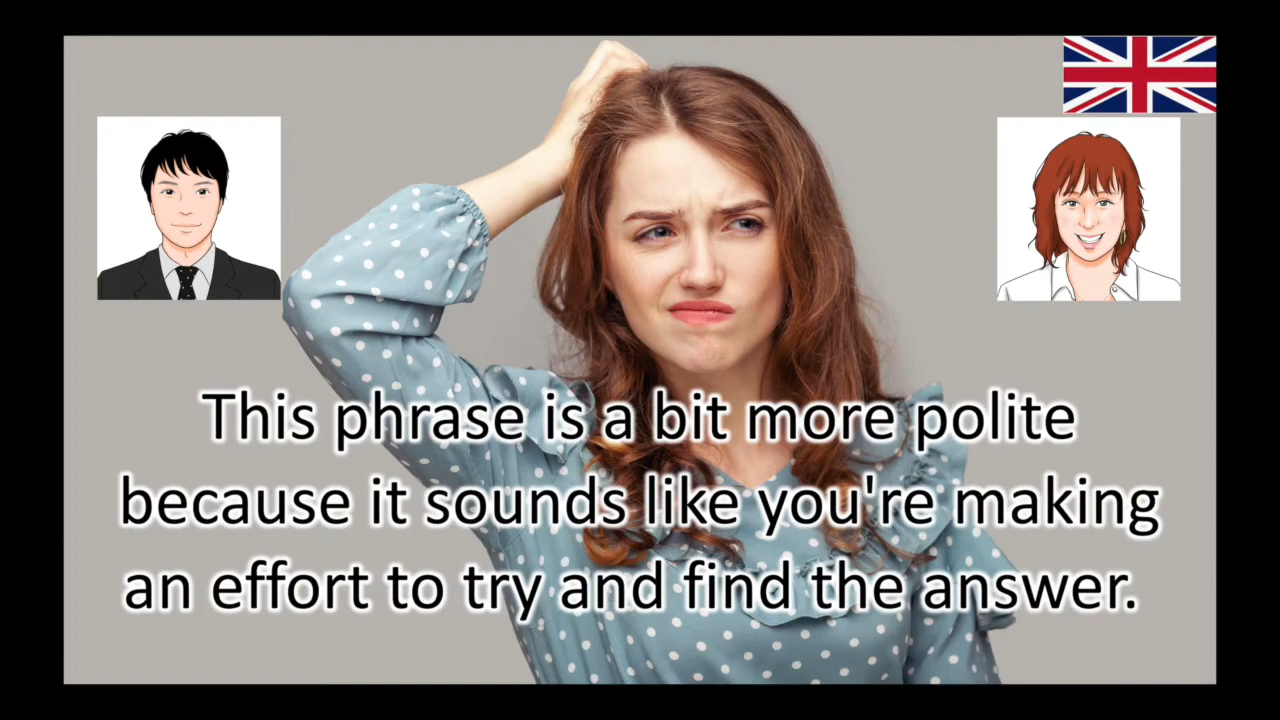 This phrase is a bit more polite
because it sounds like you're making
an effort to try and find the answer.